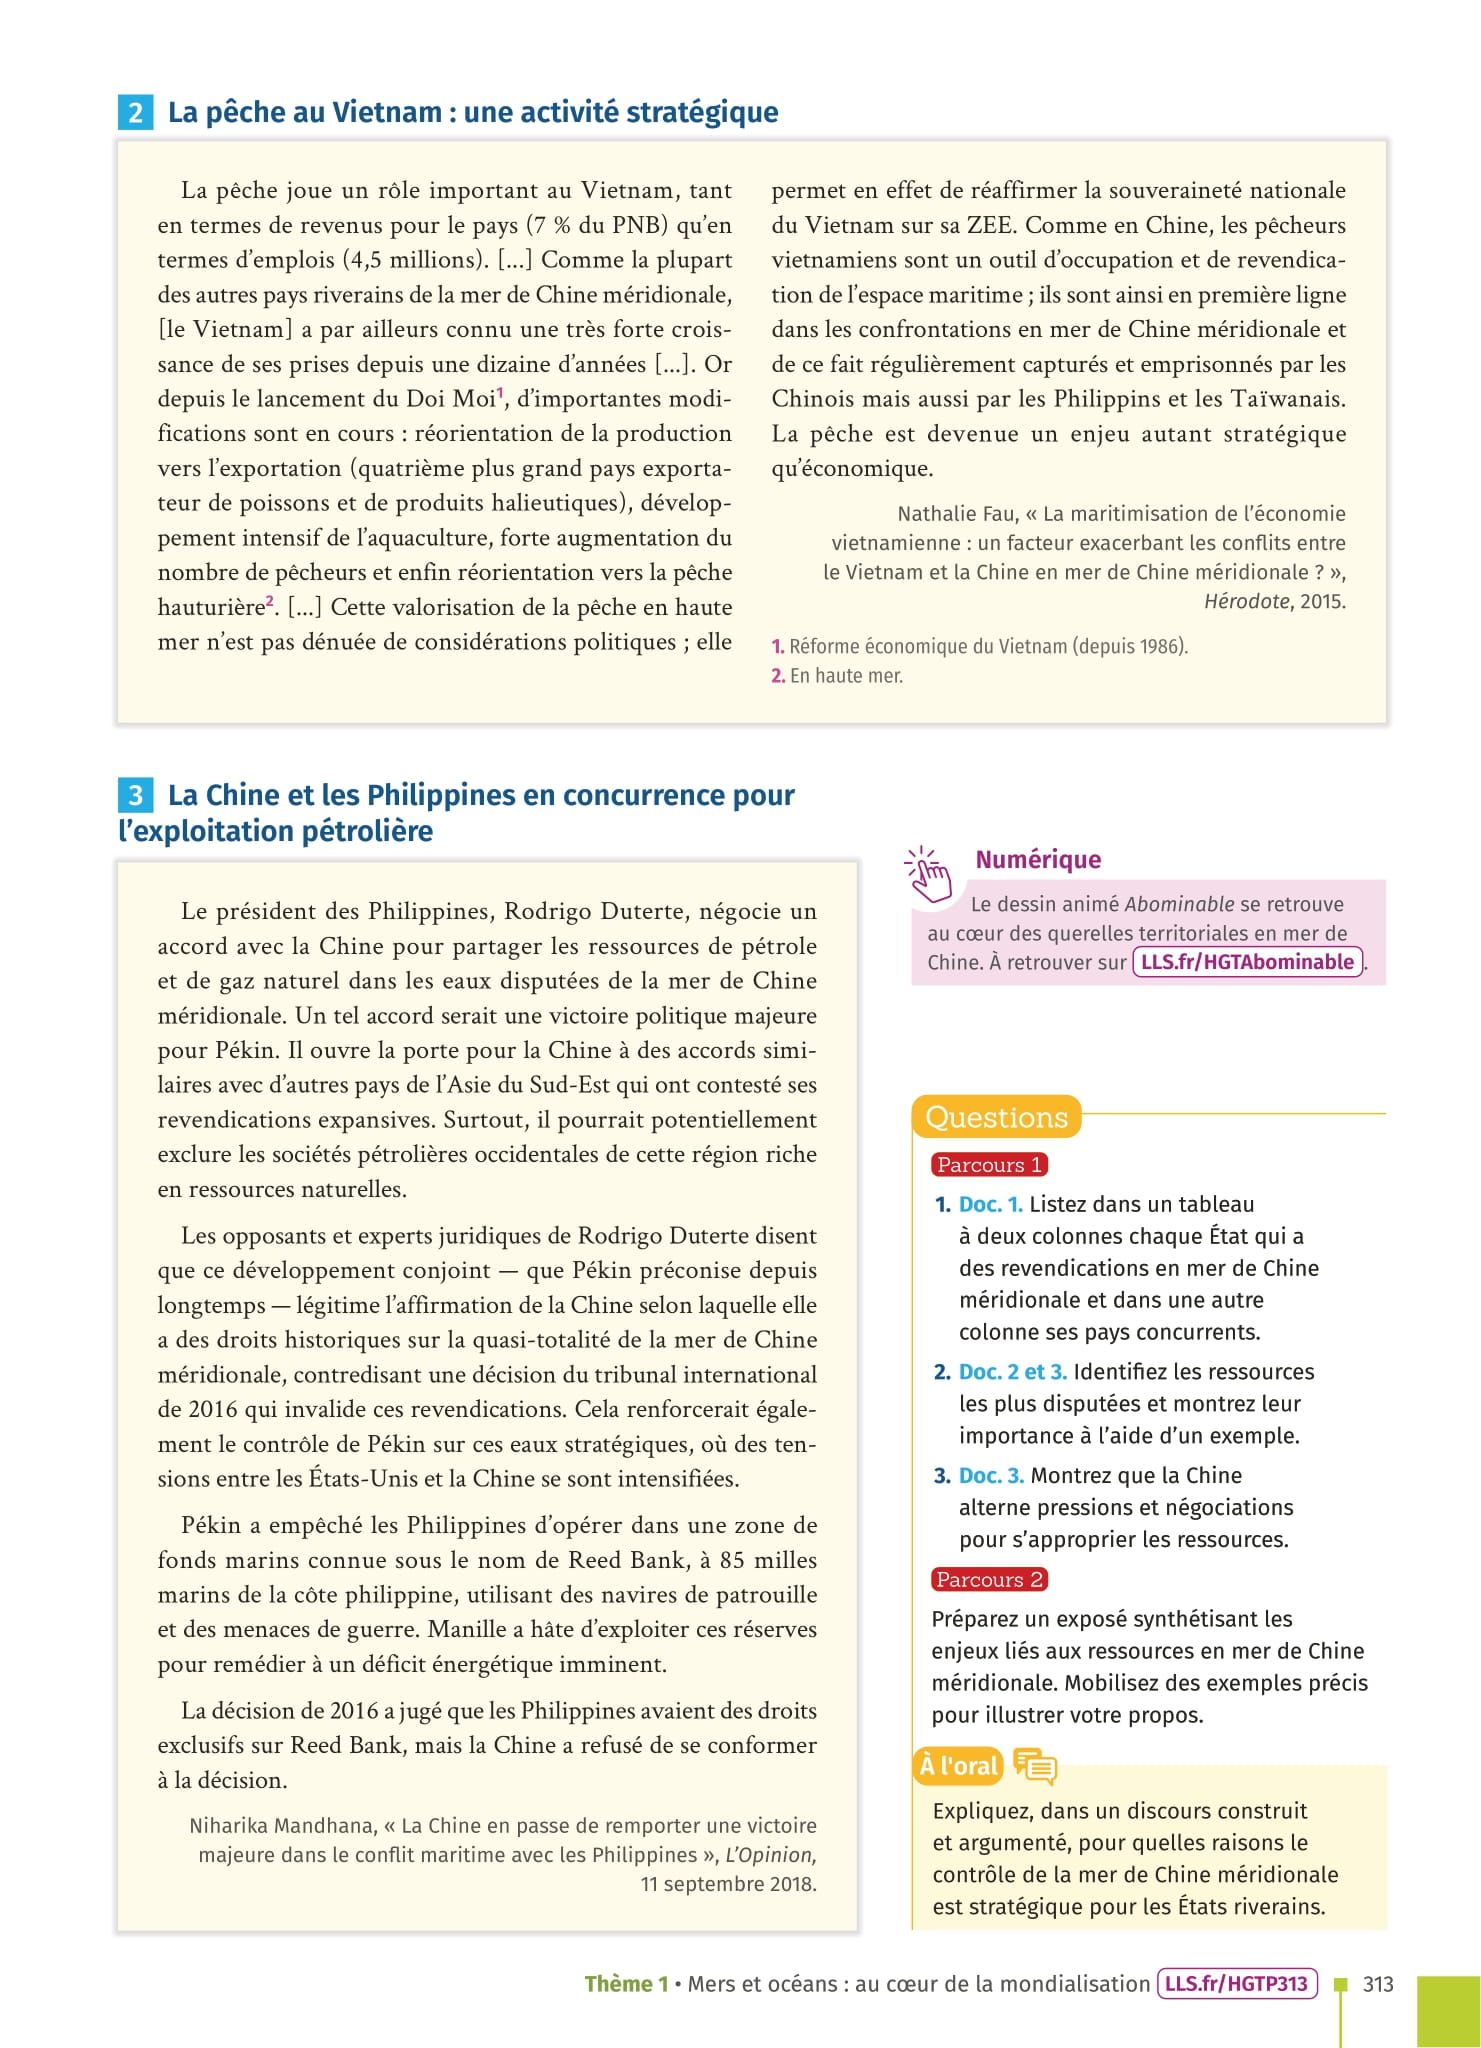 2 La pêche au Vietnam : une activité stratégique
La pêche joue un rôle important au Vietnam, tant
en termes de revenus pour le pays (7 % du PNB) qu’en
termes d’emplois (4,5 millions). [...] Comme la plupart
des autres pays riverains de la mer de Chine méridionale,
[le Vietnam] a par ailleurs connu une très forte crois-
sance de ses prises depuis une dizaine d’années [...]. Or
depuis le lancement du Doi Moi1, d’importantes modi-
fications sont en cours : réorientation de la production
vers l’exportation (quatrième plus grand pays exporta-
teur de poissons et de produits halieutiques), dévelop-
pement intensif de l’aquaculture, forte augmentation du
nombre de pêcheurs et enfin réorientation vers la pêche
hauturière2. [...] Cette valorisation de la pêche en haute
mer n’est pas dénuée de considérations politiques ; elle
permet en effet de réaffirmer la souveraineté nationale
du Vietnam sur sa ZEE. Comme en Chine, les pêcheurs
vietnamiens sont un outil d’occupation et de revendica-
tion de l’espace maritime ; ils sont ainsi en première ligne
dans les confrontations en mer de Chine méridionale et
de ce fait régulièrement capturés et emprisonnés par les
Chinois mais aussi par les Philippins et les Taïwanais.
La pêche est devenue un enjeu autant stratégique
qu’économique.
Nathalie Fau, « La maritimisation de l’économie
vietnamienne : un facteur exacerbant les conflits entre
le Vietnam et la Chine en mer de Chine méridionale ? »,
Hérodote, 2015.
1. Réforme économique du Vietnam (depuis 1986).
2. En haute mer.
3 La Chine et les Philippines en concurrence pour
l’exploitation pétrolière
Le président des Philippines, Rodrigo Duterte, négocie un
accord avec la Chine pour partager les ressources de pétrole
et de gaz naturel dans les eaux disputées de la mer de Chine
méridionale. Un tel accord serait une victoire politique majeure
pour Pékin. Il ouvre la porte pour la Chine à des accords simi-
laires avec d’autres pays de l’Asie du Sud-Est qui ont contesté ses
revendications expansives. Surtout, il pourrait potentiellement
exclure les sociétés pétrolières occidentales de cette région riche
en ressources naturelles.
Les opposants et experts juridiques de Rodrigo Duterte disent
que ce développement conjoint — que Pékin préconise depuis
longtemps — légitime l’affirmation de la Chine selon laquelle elle
a des droits historiques sur la quasi-totalité de la mer de Chine
méridionale, contredisant une décision du tribunal international
de 2016 qui invalide ces revendications. Cela renforcerait égale-
ment le contrôle de Pékin sur ces eaux stratégiques, où des ten-
sions entre les États-Unis et la Chine se sont intensifiées.
Pékin a empêché les Philippines d’opérer dans une zone de
fonds marins connue sous le nom de Reed Bank, à 85 milles
marins de la côte philippine, utilisant des navires de patrouille
et des menaces de guerre. Manille a hâte d’exploiter ces réserves
pour remédier à un déficit énergétique imminent.
La décision de 2016 a jugé que les Philippines avaient des droits
exclusifs sur Reed Bank, mais la Chine a refusé de se conformer
à la décision.
Niharika Mandhana, « La Chine en passe de remporter une victoire
majeure dans le conflit maritime avec les Philippines », L’Opinion,
11 septembre 2018.
Numérique
Le dessin animé Abominable se retrouve
au cœur des querelles territoriales en mer de
Chine. À retrouver sur LLS.fr/HGTAbominable.
Questions
Parcours 1
1. Doc. 1. Listez dans un tableau
à deux colonnes chaque État qui a
des revendications en mer de Chine
méridionale et dans une autre
colonne ses pays concurrents.
2. Doc. 2 et 3. Identifiez les ressources
les plus disputées et montrez leur
importance à l’aide d’un exemple.
3. Doc. 3. Montrez que la Chine
alterne pressions et négociations
pour s’approprier les ressources.
Parcours 2
Préparez un exposé synthétisant les
enjeux liés aux ressources en mer de Chine
méridionale. Mobilisez des exemples précis
pour illustrer votre propos.
À l'oral
Expliquez, dans un discours construit
et argumenté, pour quelles raisons le
contrôle de la mer de Chine méridionale
est stratégique pour les États riverains.
Thème 1 • Mers et océans : au cœur de la mondialisation LLS.fr/HGTP313 313